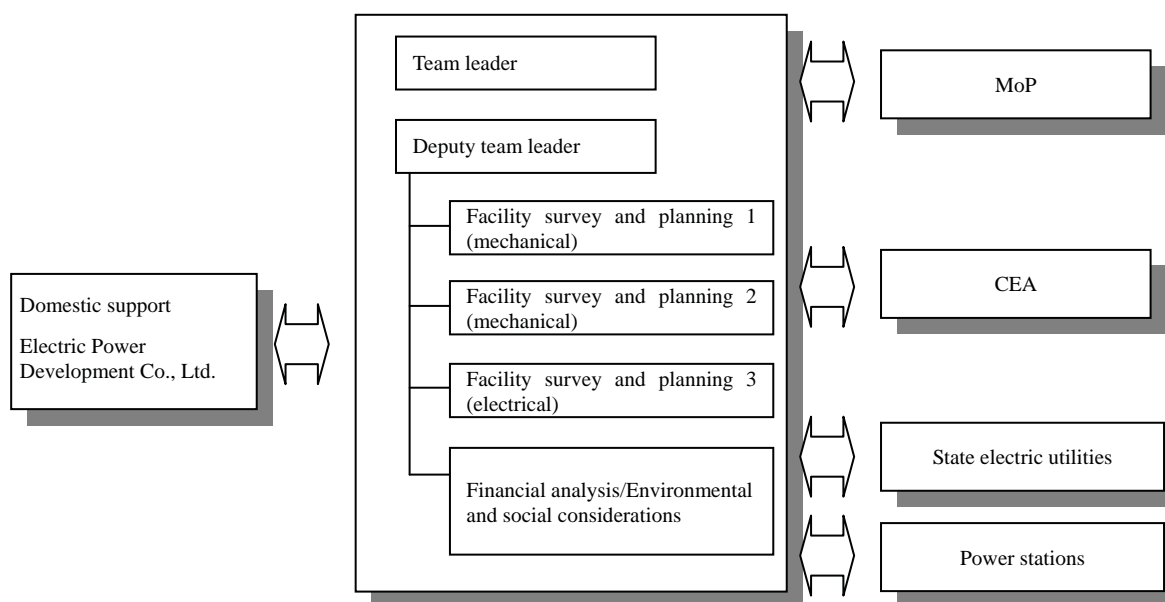 Team leader
Deputy team leader
Facility survey and planning 1
(mechanical)
Facility survey and planning 2
(mechanical)
Facility survey and planning 3
(electrical)
Financial analysis/Environmental
and social considerations
Domestic support
Electric Power
Development Co., Ltd.
MoP
CEA
State electric utilities
Power stations